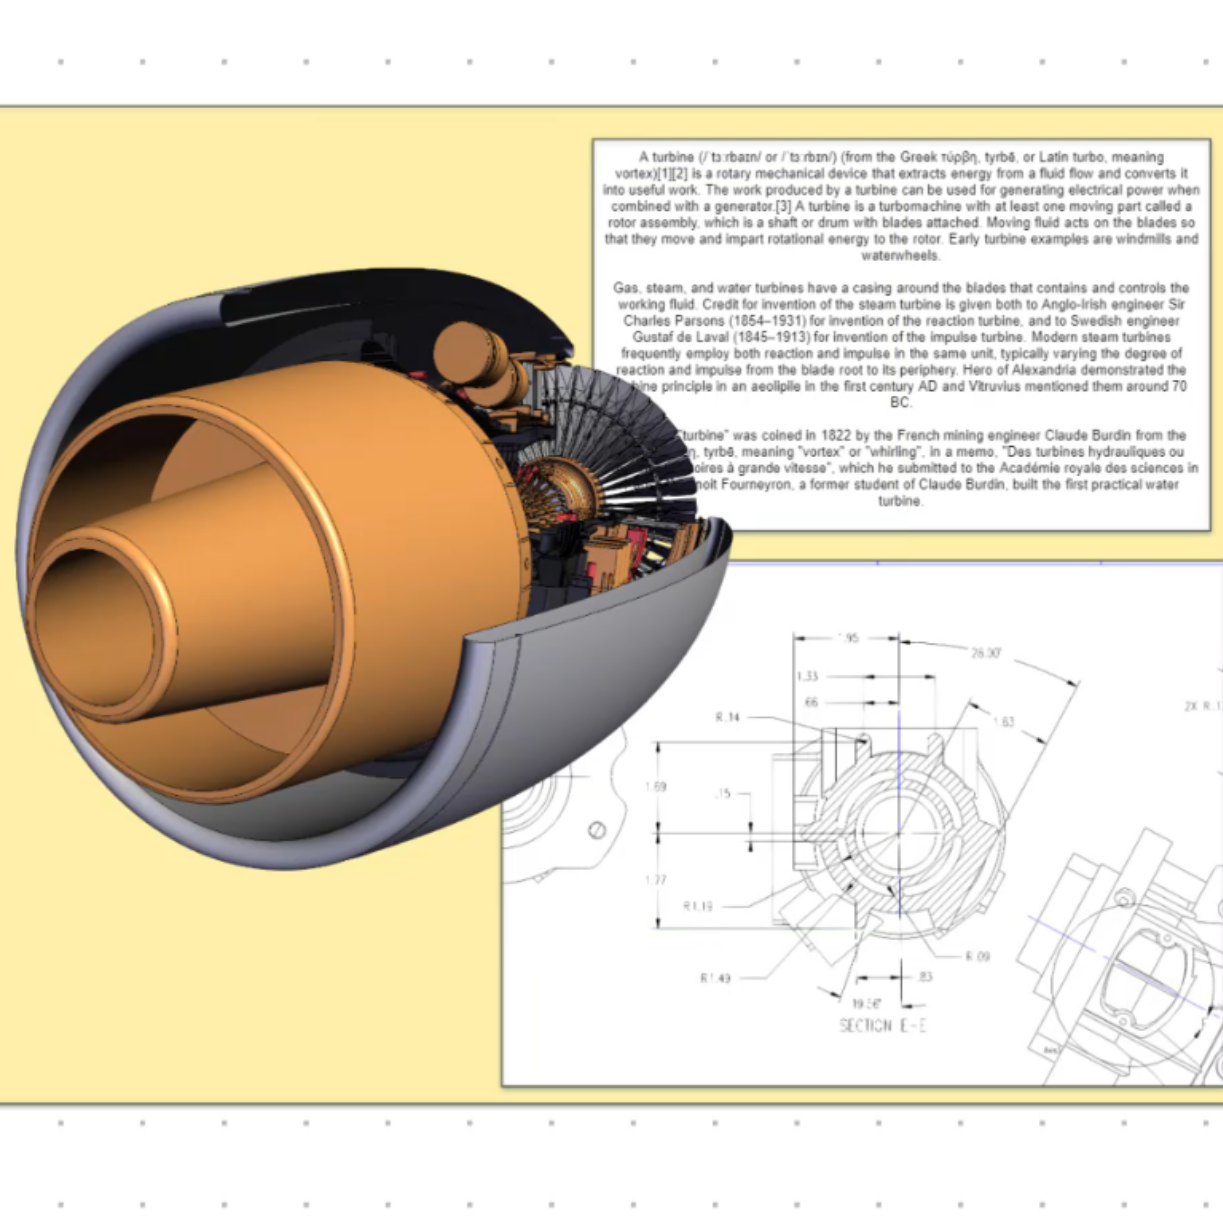 A turbine (/ˈtɜːrbaɪn/ or /ˈtɜːrbɪn/) (from the Greek τύρβη, tyrbē, or Latin turbo, meaning
vortex)[1][2] is a rotary mechanical device that extracts energy from a fluid flow and converts it
into useful work. The work produced by a turbine can be used for generating electrical power when
combined with a generator.[3] A turbine is a turbomachine with at least one moving part called a
rotor assembly, which is a shaft or drum with blades attached. Moving fluid acts on the blades so
that they move and impart rotational energy to the rotor. Early turbine examples are windmills and
waterwheels.
Gas, steam, and water turbines have a casing around the blades that contains and controls the
working fluid. Credit for invention of the steam turbine is given both to Anglo-Irish engineer Sir
Charles Parsons (1854–1931) for invention of the reaction turbine, and to Swedish engineer
Gustaf de Laval (1845–1913) for invention of the impulse turbine. Modern steam turbines
frequently employ both reaction and impulse in the same unit, typically varying the degree of
reaction and impulse from the blade root to its periphery. Hero of Alexandria demonstrated the
bine principle in an aeolipile in the first century AD and Vitruvius mentioned them around 70
BC.
"turbine" was coined in 1822 by the French mining engineer Claude Burdin from the
η, tyrbē, meaning "vortex" or "whirling", in a memo, "Des turbines hydrauliques ou
oires à grande vitesse", which he submitted to the Académie royale des sciences in
noit Fourneyron, a former student of Claude Burdin, built the first practical water
turbine.
.95
28.00°
1.33
.66
R.14
1.63
2X R.1
1.69
.15
1.77
R1.19
R.09
R1.49
.83
19.56°
SECTION E-E